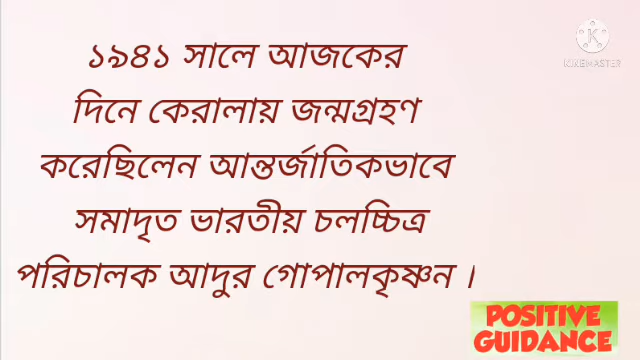 ১৯৪১ সালে আজকের
দিনে কেরালায় জন্মগ্রহণ
করেছিলেন আন্তর্জাতিকভাবে
সমাদৃত ভারতীয় চলচ্চিত্র
পরিচালক আদুর গোপালকৃষ্ণন ।
K
KINEMASTER
POSITIVE
GUIDANCE